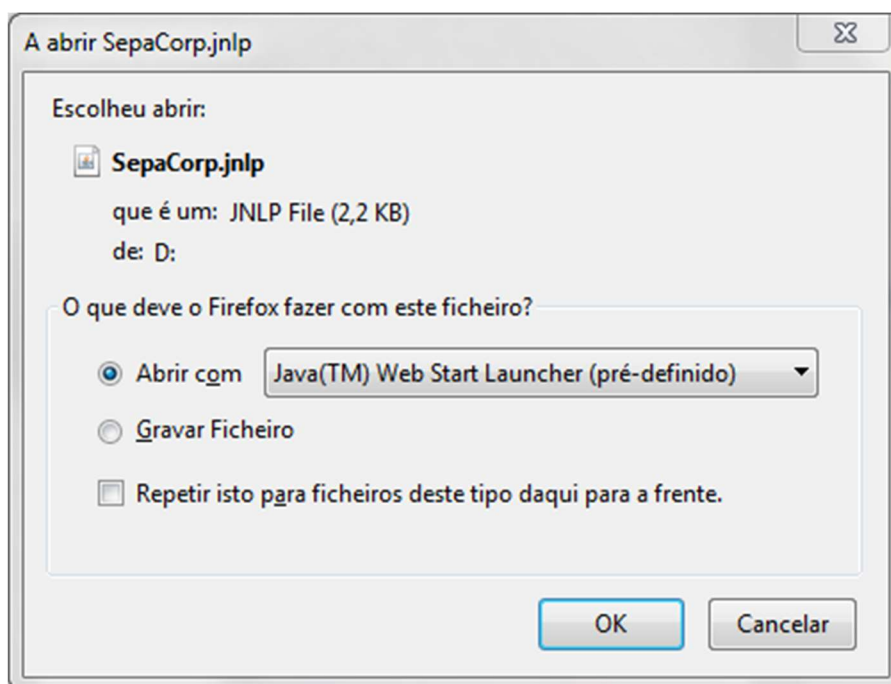 A abrir SepaCorp.jnlp
Escolheu abrir:
SepaCorp.jnlp
que é um: JNLP File (2,2 KB)
de: D:
O que deve o Firefox fazer com este ficheiro?
Abrir com Java(TM) Web Start Launcher (pré-definido)
Gravar Ficheiro
Repetir isto para ficheiros deste tipo daqui para a frente.
OK Cancelar